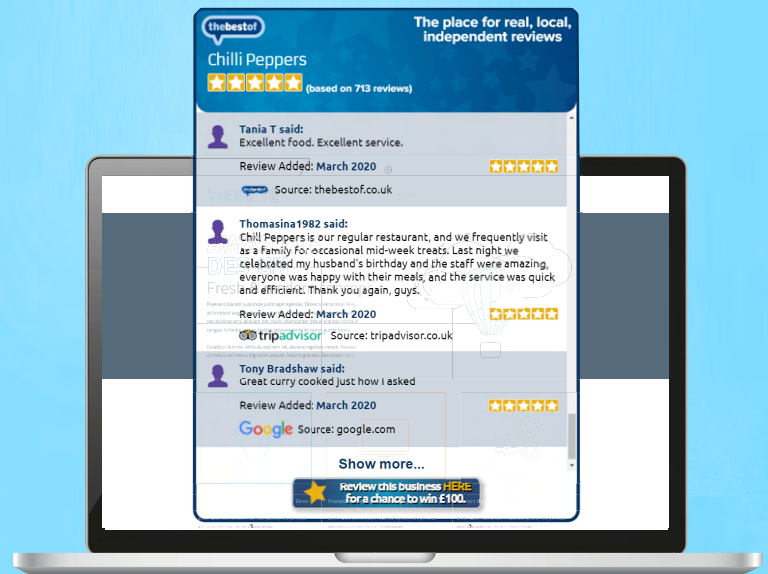 thebestof
The place for real, local,
independent reviews
Chilli Peppers
(based on 713 reviews)
Tania T said:
Excellent food. Excellent service.
Review Added: March 2020
thebestof Source: thebestof.co.uk
Thomasina1982 said:
Chill Peppers is our regular restaurant, and we frequently visit
as a family for occasional mid-week treats. Last night we
celebrated my husband's birthday and the staff were amazing,
everyone was happy with their meals, and the service was quick
and efficient. Thank you again, guys.
Review Added: March 2020
tripadvisor Source: tripadvisor.co.uk
Tony Bradshaw said:
Great curry cooked just how I asked
Review Added: March 2020
Google Source: google.com
Show more...
Review this business HERE
for a chance to win £100.